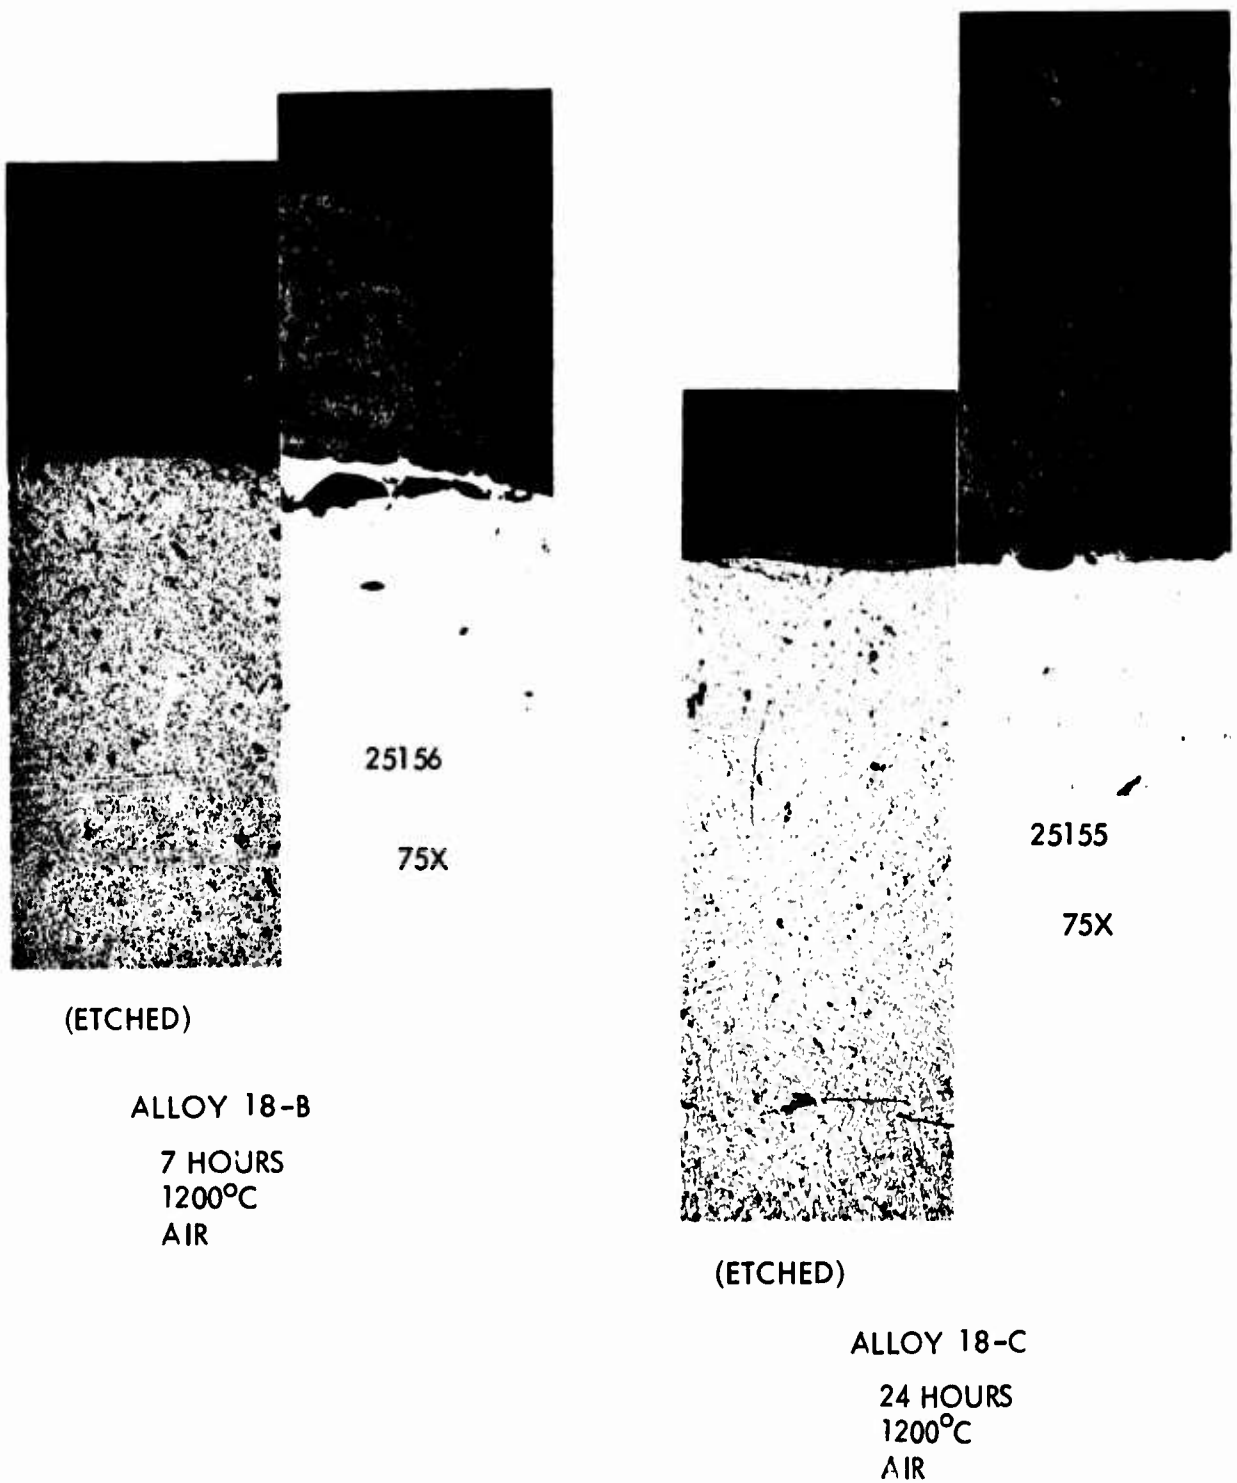 25156
75X
(ETCHED)
ALLOY 18-B
7 HOURS
1200°C
AIR
25155
75X
(ETCHED)
ALLOY 18-C
24 HOURS
1200°C
AIR